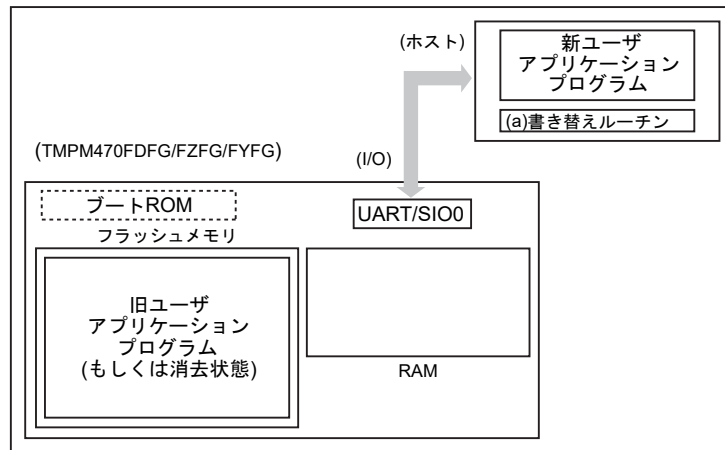 (ホスト)
新ユーザ
アプリケーション
プログラム
(a)書き替えルーチン
(TMPM470FDFG/FZFG/FYFG)
(I/O)
ブートROM
UART/SIO0
フラッシュメモリ
旧ユーザ
アプリケーション
プログラム
(もしくは消去状態)
RAM